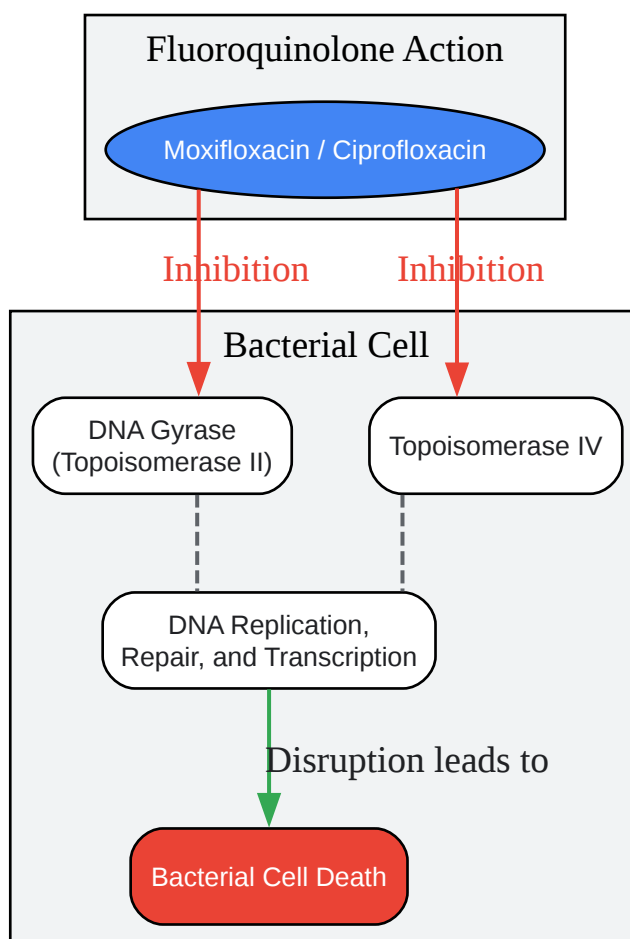 Fluoroquinolone Action
Moxifloxacin / Ciprofloxacin
Inhibition
Inhibition
Bacterial Cell
DNA Gyrase
(Topoisomerase II)
Topoisomerase IV
DNA Replication,
Repair, and Transcription
Disruption leads to
Bacterial Cell Death